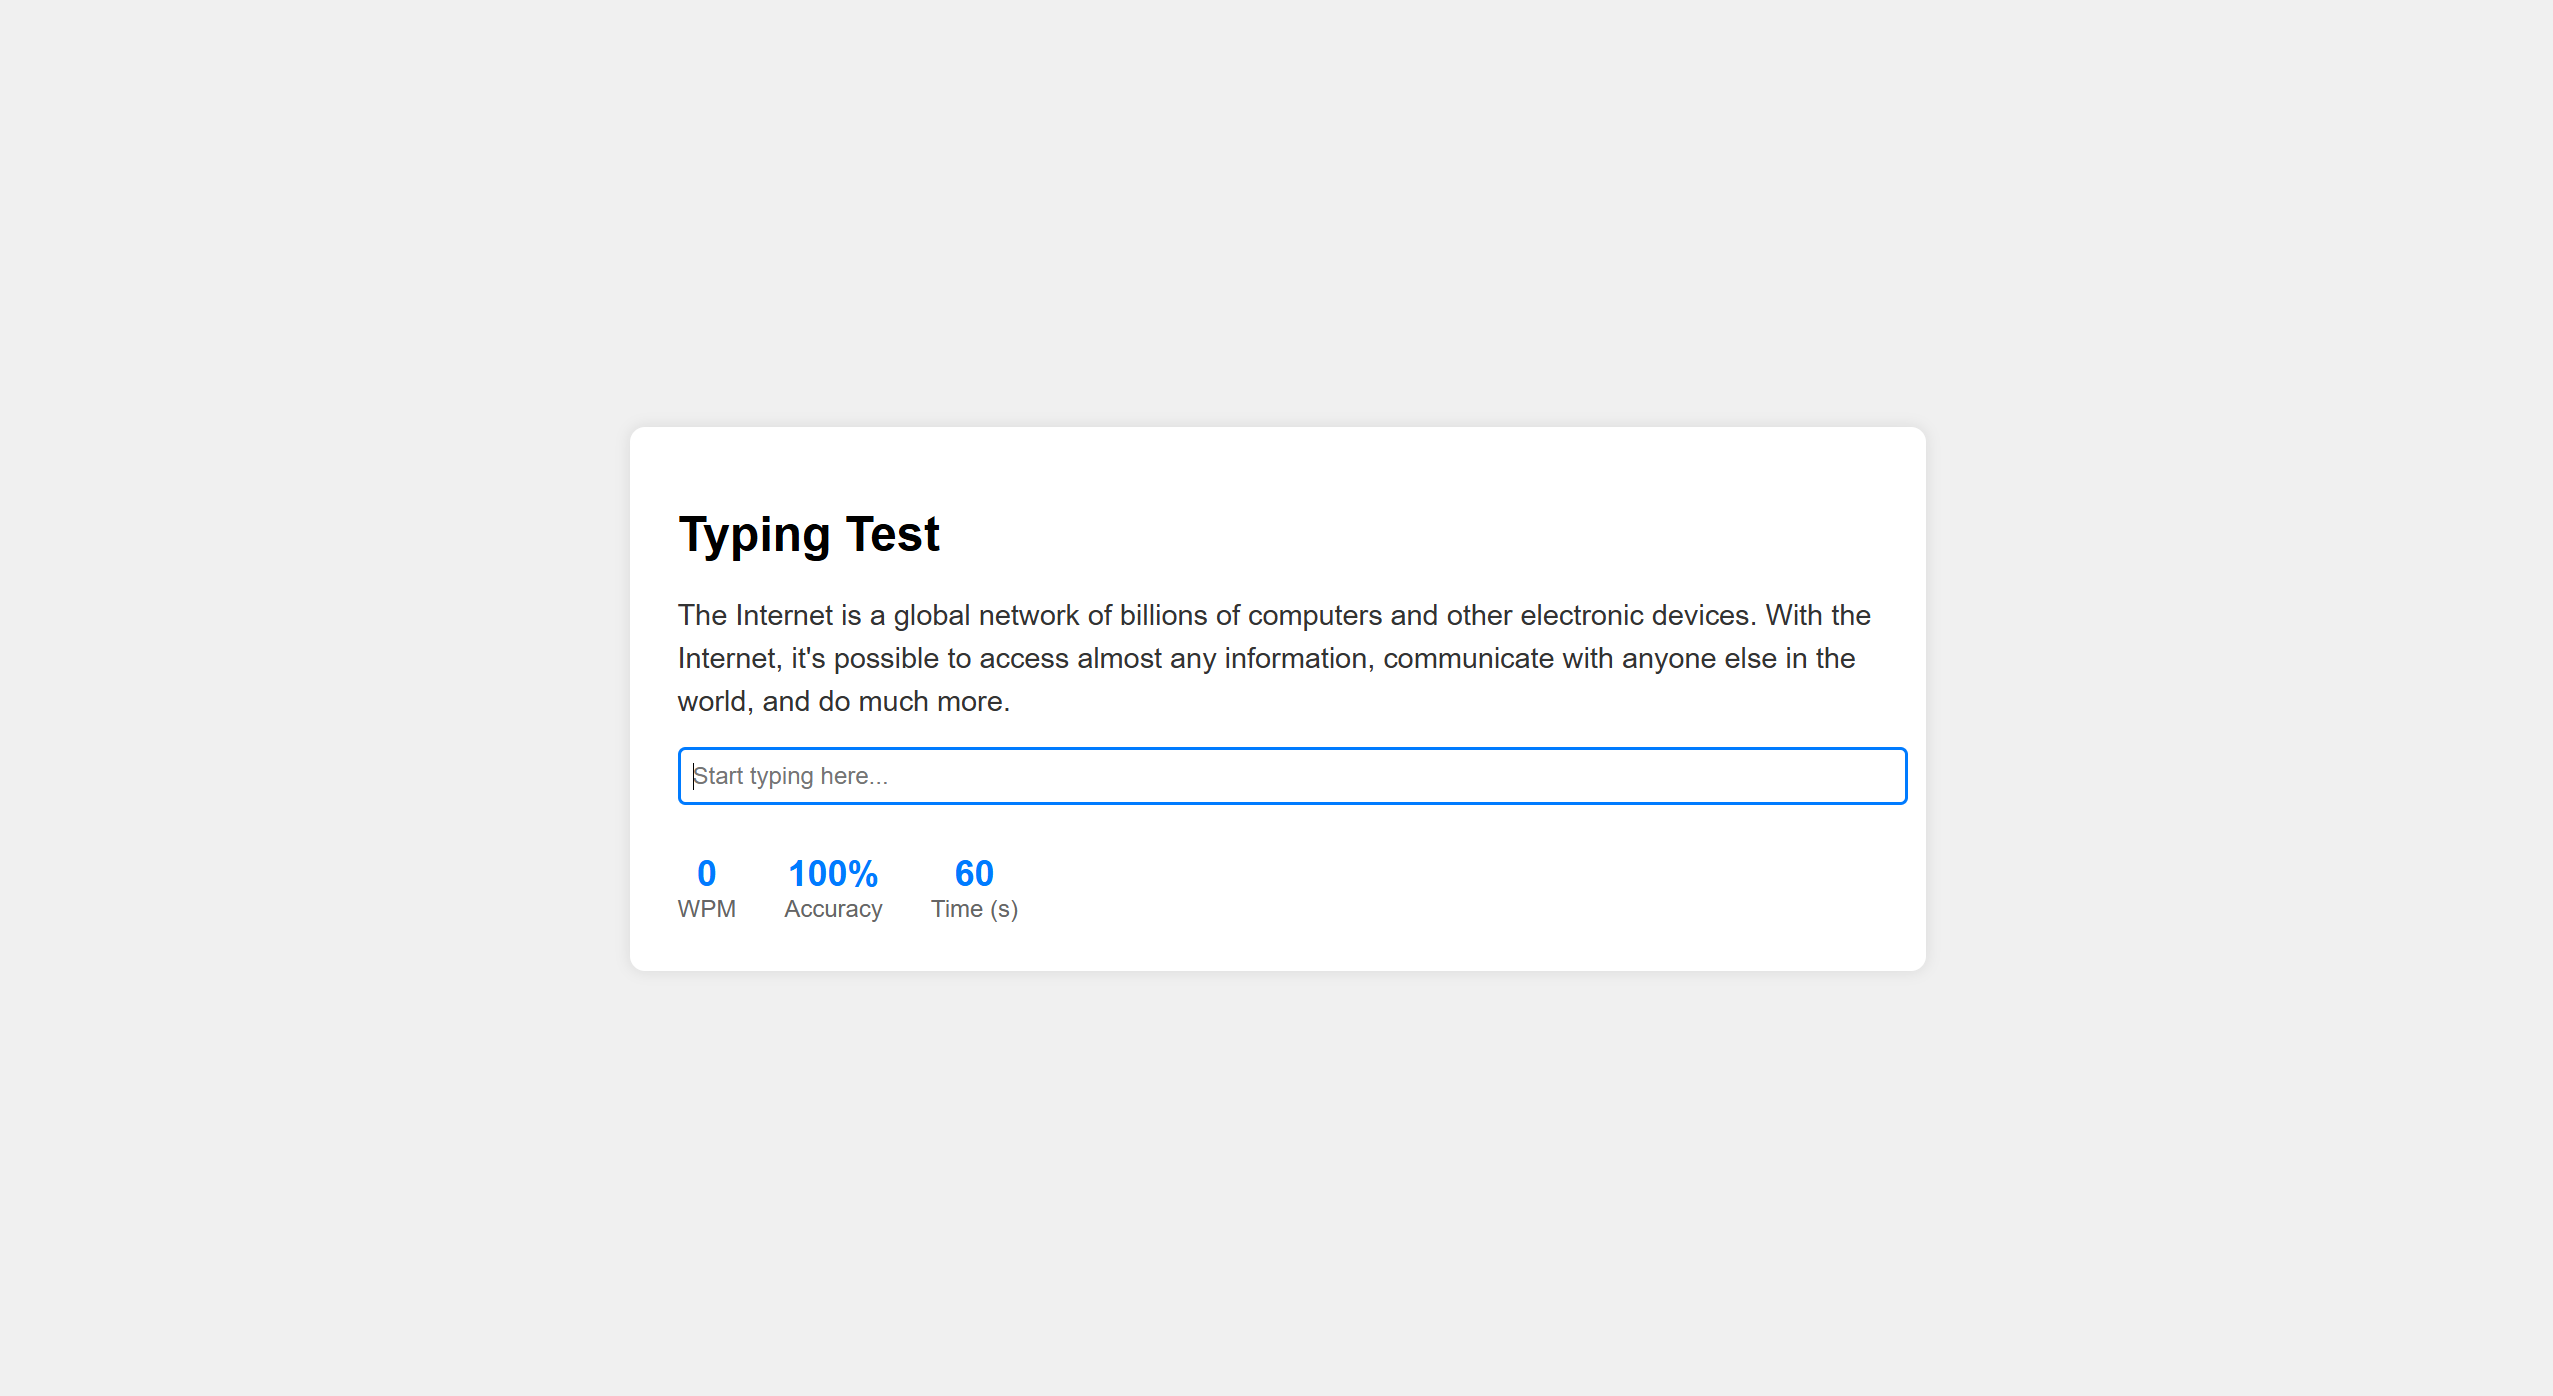 Typing Test
The Internet is a global network of billions of computers and other electronic devices. With the
Internet, it's possible to access almost any information, communicate with anyone else in the
world, and do much more.
Start typing here...
0 100% 60
WPM Accuracy Time (s)